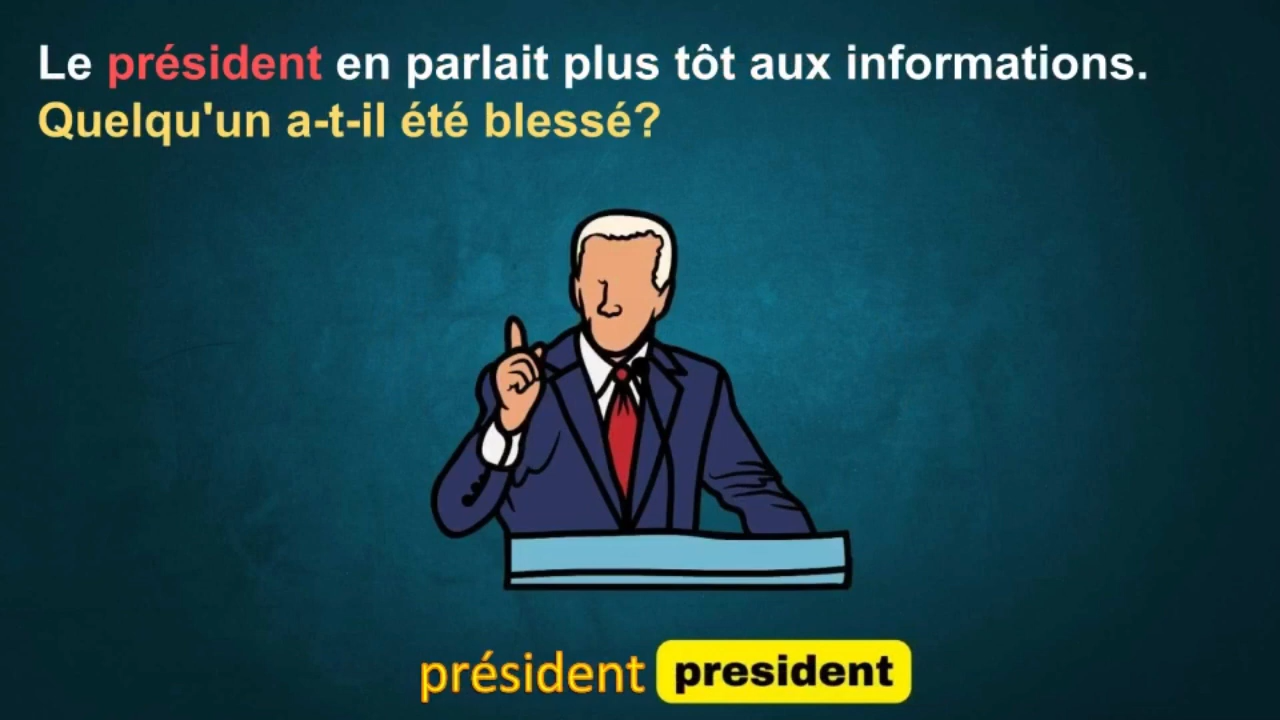 Le président en parlait plus tôt aux informations.
Quelqu'un a-t-il été blessé?
président president